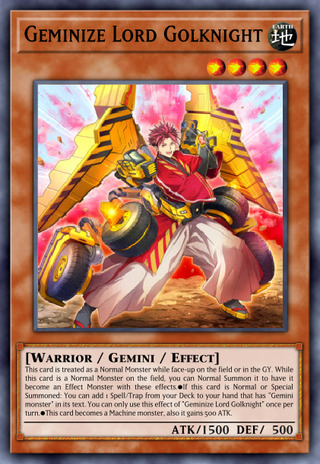 Geminize Lord Golknight
EARTH
地
[Warrior / Gemini / Effect]
This card is treated as a Normal Monster while face-up on the field or in the GY. While
this card is a Normal Monster on the field, you can Normal Summon it to have it
become an Effect Monster with these effects.●If this card is Normal or Special
Summoned: You can add 1 Spell/Trap from your Deck to your hand that has "Gemini
monster" in its text. You can only use this effect of "Geminize Lord Golknight" once per
turn.●This card becomes a Machine monster, also it gains 500 ATK.
ATK/1500 DEF/ 500